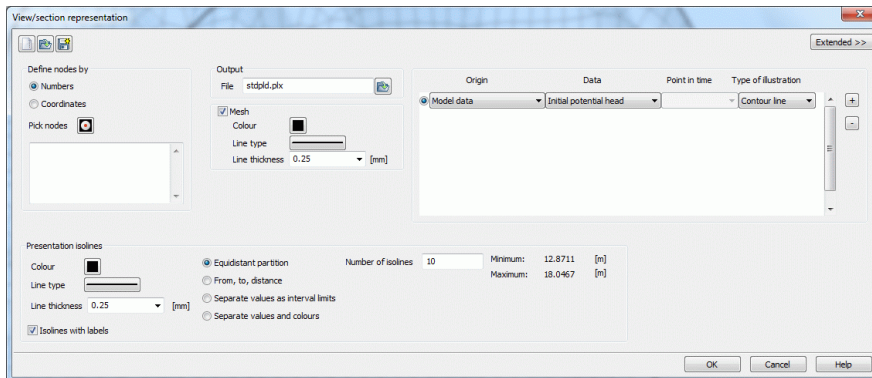 View/section representation
Extended >>
Define nodes by
Numbers
Coordinates
Pick nodes
Output
File stdpld.plx
Mesh
Colour
Line type
Line thickness 0.25 [mm]
Origin Data Point in time Type of illustration
Model data Initial potential head Contour line
+
-
Presentation isolines
Colour
Line type
Line thickness 0.25 [mm]
Isolines with labels
Equidistant partition
From, to, distance
Separate values as interval limits
Separate values and colours
Number of isolines 10
Minimum: 12.8711 [m]
Maximum: 18.0467 [m]
OK Cancel Help